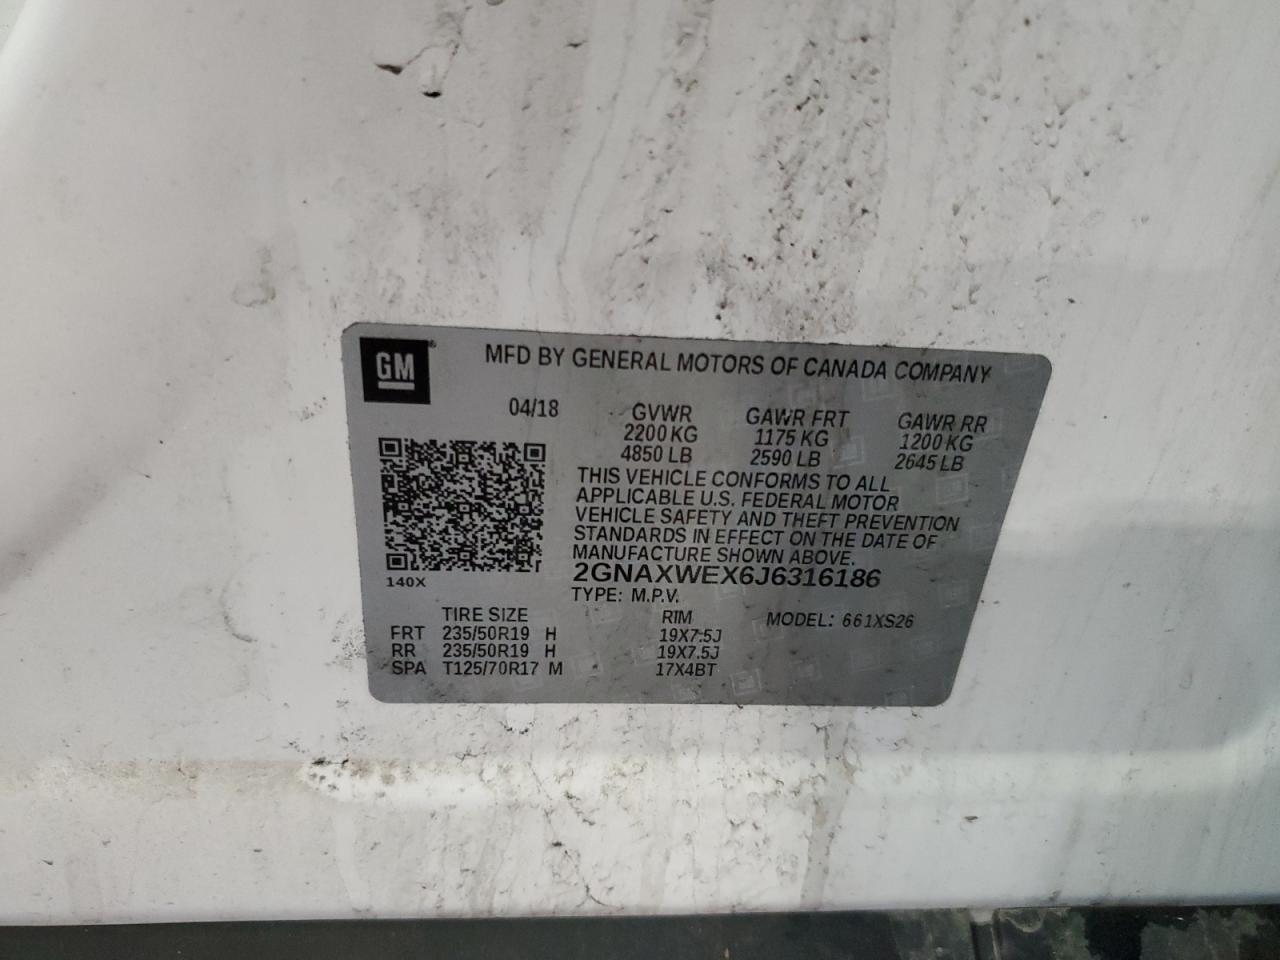 GM
MFD BY GENERAL MOTORS OF CANADA COMPANY
04/18 GVWR GAWR FRT GAWR RR
2200 KG 1175 KG 1200 KG
4850 LB 2590 LB 2645 LB
THIS VEHICLE CONFORMS TO ALL
APPLICABLE U.S. FEDERAL MOTOR
VEHICLE SAFETY AND THEFT PREVENTION
STANDARDS IN EFFECT ON THE DATE OF
MANUFACTURE SHOWN ABOVE.
140X
2GNAXWEX6J6316186
TYPE: M.P.V.
TIRE SIZE RIM MODEL: 661XS26
FRT 235/50R19 H 19X7.5J
RR 235/50R19 H 19X7.5J
SPA T125/70R17 M 17X4BT